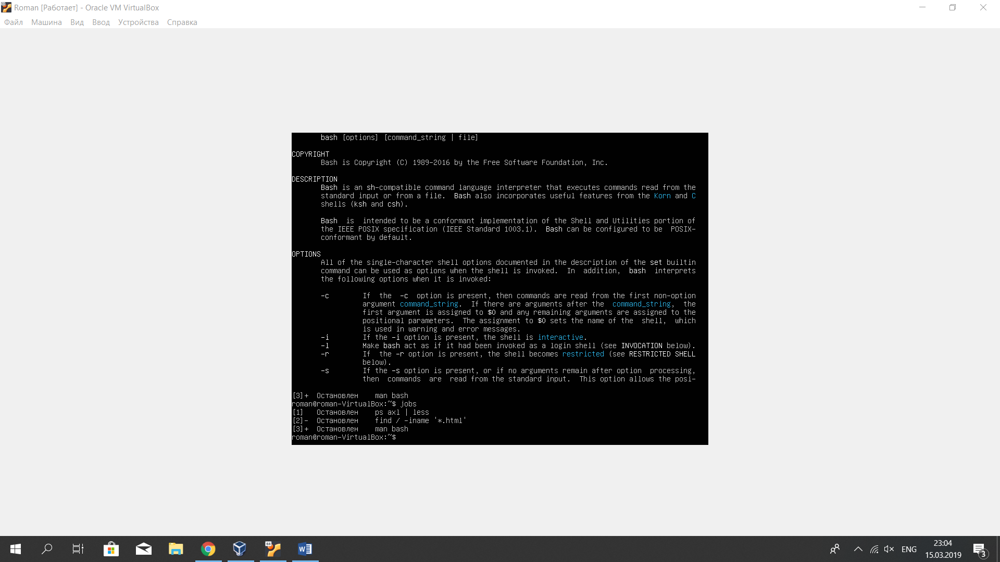 Roman [Работает] - Oracle VM VirtualBox
Файл Машина Вид Ввод Устройства Справка
bash [options] [command_string | file]
COPYRIGHT
Bash is Copyright (C) 1989-2016 by the Free Software Foundation, Inc.
DESCRIPTION
Bash is an sh-compatible command language interpreter that executes commands read from the
standard input or from a file. Bash also incorporates useful features from the Korn and C
shells (ksh and csh).
Bash is intended to be a conformant implementation of the Shell and Utilities portion of
the IEEE POSIX specification (IEEE Standard 1003.1). Bash can be configured to be POSIX-
conformant by default.
OPTIONS
All of the single-character shell options documented in the description of the set builtin
command can be used as options when the shell is invoked. In addition, bash interprets
the following options when it is invoked:
-c If the -c option is present, then commands are read from the first non-option
argument command_string. If there are arguments after the command_string, the
first argument is assigned to $0 and any remaining arguments are assigned to the
positional parameters. The assignment to $0 sets the name of the shell, which
is used in warning and error messages.
-i If the -i option is present, the shell is interactive.
-l Make bash act as if it had been invoked as a login shell (see INVOCATION below).
-r If the -r option is present, the shell becomes restricted (see RESTRICTED SHELL
below).
-s If the -s option is present, or if no arguments remain after option processing,
then commands are read from the standard input. This option allows the posi-
[3]+ Остановлен man bash
roman@roman-VirtualBox:~$ jobs
[1] Остановлен ps axl | less
[2]- Остановлен find / -iname '*.html'
[3]+ Остановлен man bash
roman@roman-VirtualBox:~$
64
W
ENG
23:04
15.03.2019
3